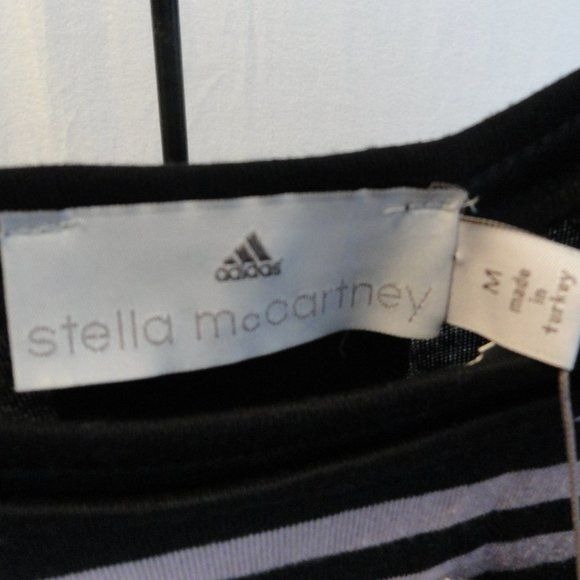 adidas
stella mccartney
M
made
in
turkey